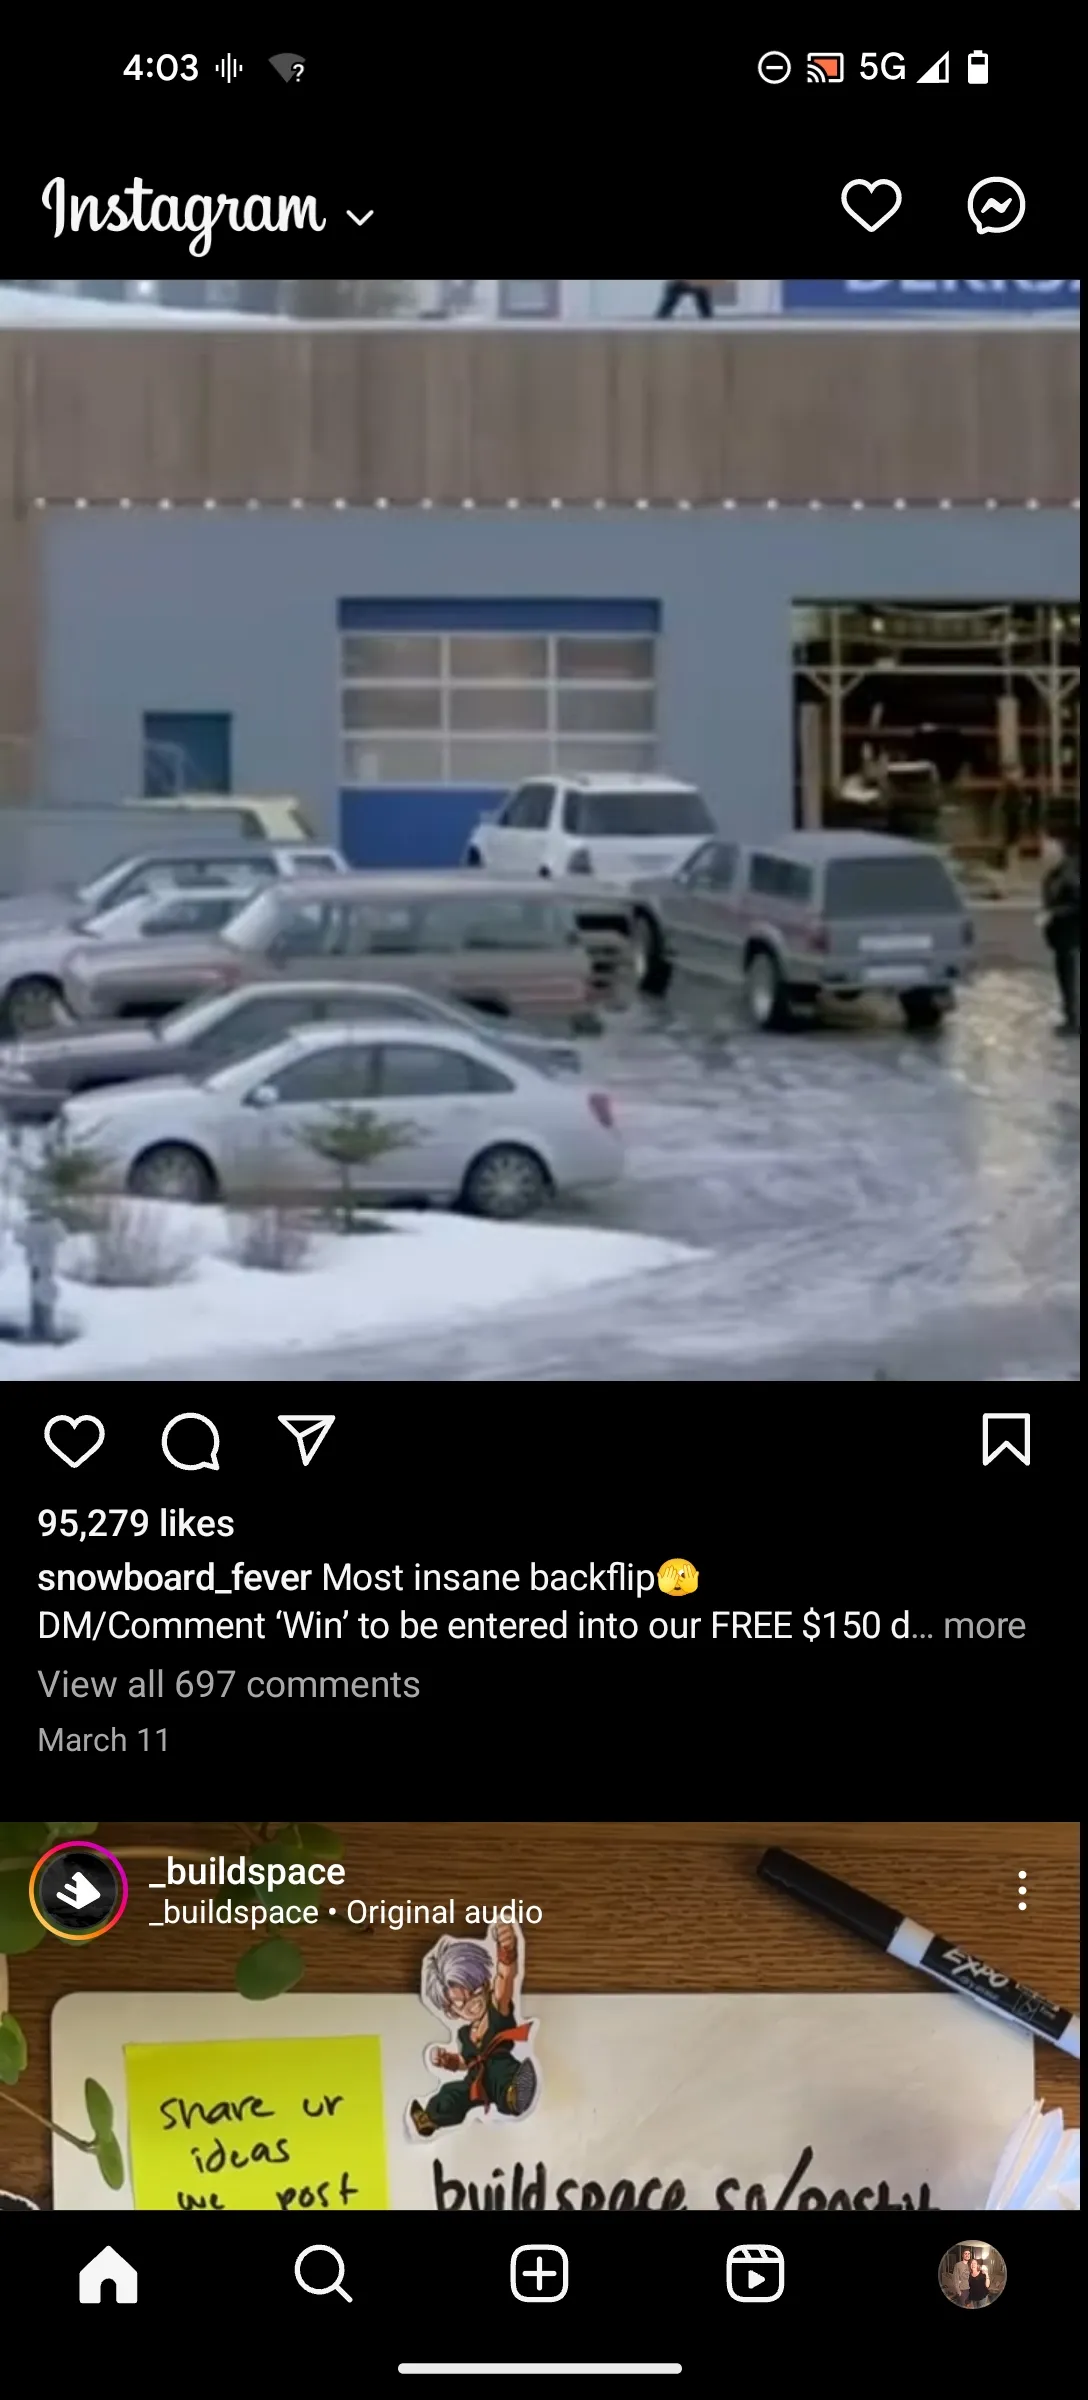 4:03
5G
Instagram
95,279 likes
snowboard_fever Most insane backflip🫣
DM/Comment ‘Win’ to be entered into our FREE $150 d... more
View all 697 comments
March 11
_buildspace
_buildspace • Original audio
EXPO
share ur
ideas
we post
buildspace.so/